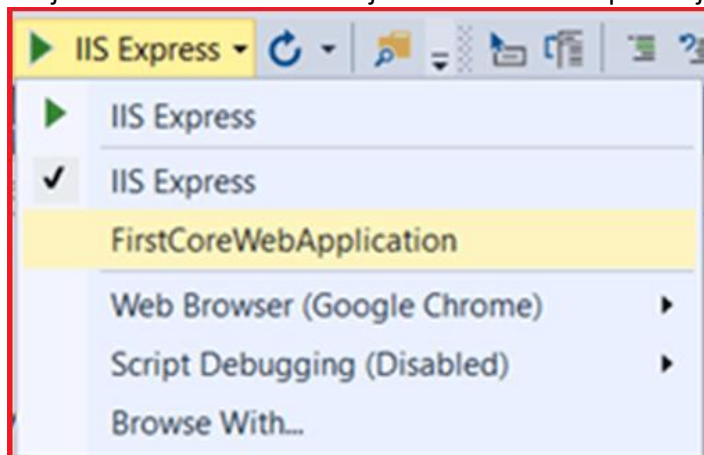 IIS Express
IIS Express
IIS Express
FirstCoreWebApplication
Web Browser (Google Chrome)
Script Debugging (Disabled)
Browse With...